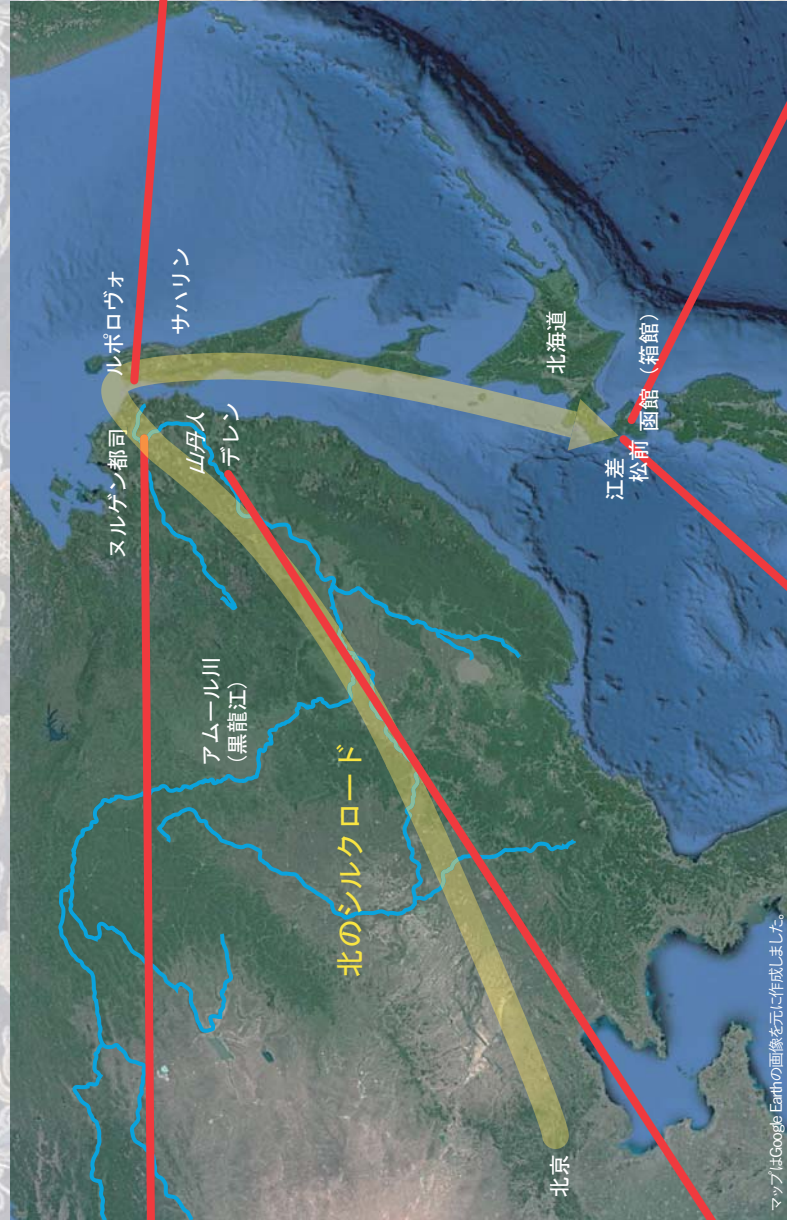 ルポロヴォ
サハリン
ヌルゲン都司
山丹人
デレン
アムール川
（黒龍江）
北のシルクロード
北海道
江差
松前
函館（箱館）
北京
マップはGoogle Earthの画像を元に作成しました。